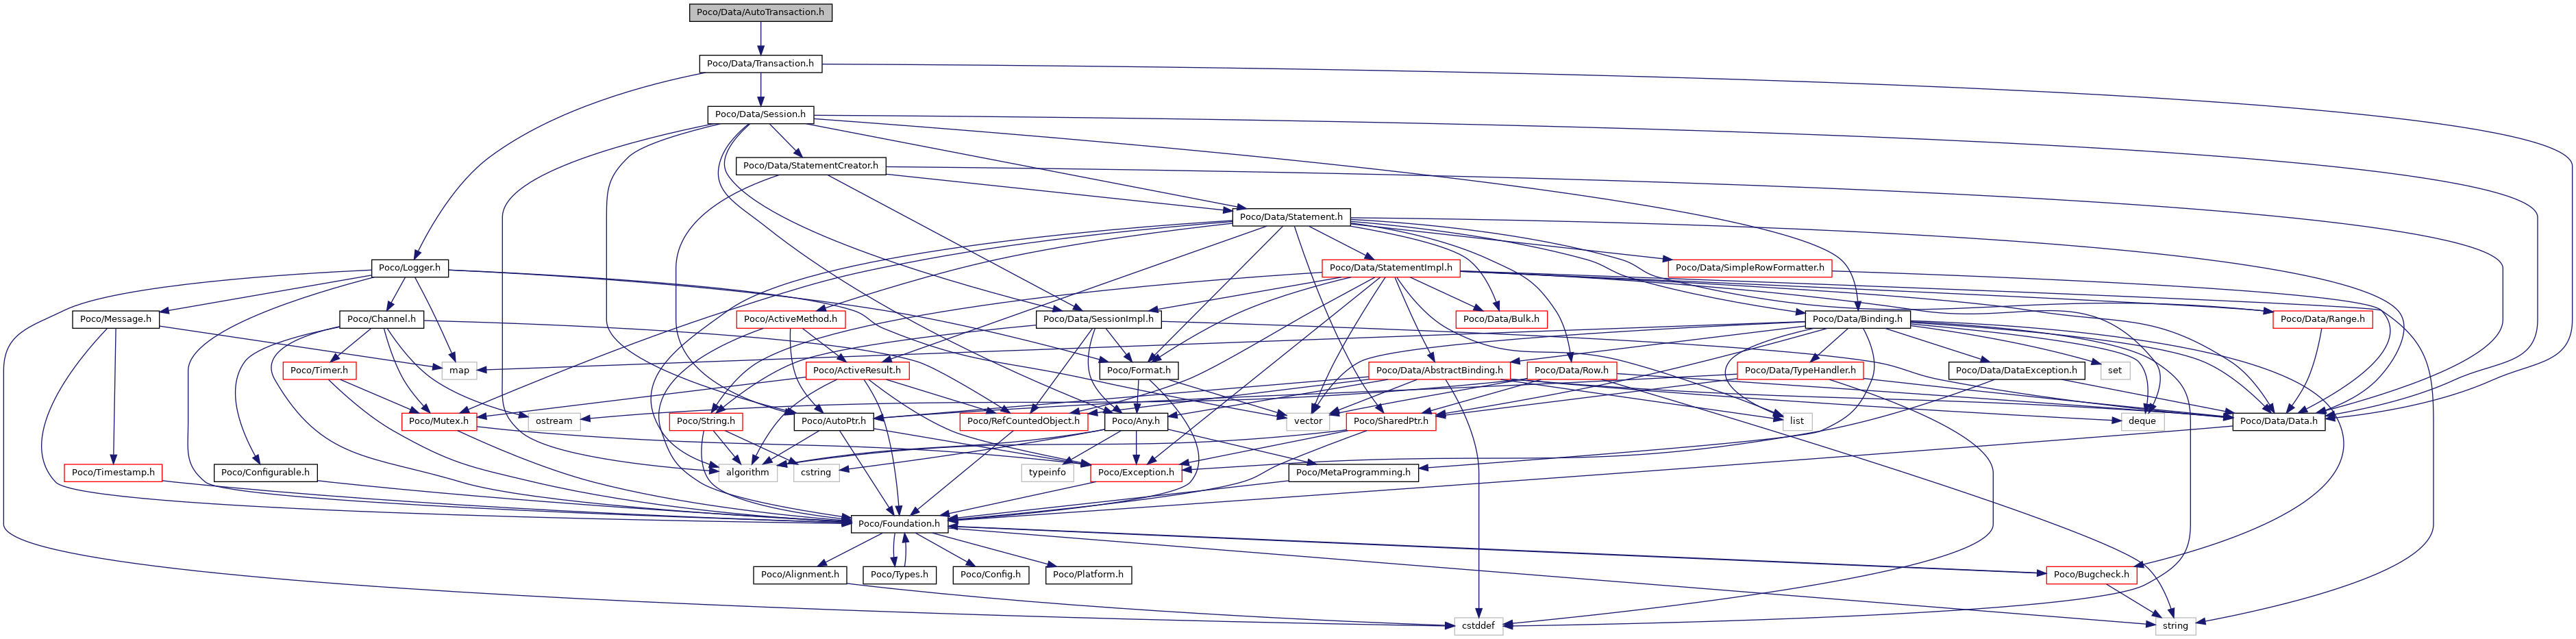 Poco/Data/AutoTransaction.h
Poco/Data/Transaction.h
Poco/Data/Session.h
Poco/Data/StatementCreator.h
Poco/Data/Statement.h
Poco/Logger.h
Poco/Data/StatementImpl.h
Poco/Data/SimpleRowFormatter.h
Poco/Message.h
Poco/Channel.h
Poco/ActiveMethod.h
Poco/Data/SessionImpl.h
Poco/Data/Bulk.h
Poco/Data/Binding.h
Poco/Data/Range.h
Poco/Timer.h
map
Poco/ActiveResult.h
Poco/Format.h
Poco/Data/AbstractBinding.h
Poco/Data/Row.h
Poco/Data/TypeHandler.h
Poco/Data/DataException.h
set
Poco/Mutex.h
ostream
Poco/String.h
Poco/AutoPtr.h
Poco/RefCountedObject.h
Poco/Any.h
vector
Poco/SharedPtr.h
list
deque
Poco/Data/Data.h
Poco/Timestamp.h
Poco/Configurable.h
algorithm
cstring
typeinfo
Poco/Exception.h
Poco/MetaProgramming.h
Poco/Foundation.h
Poco/Alignment.h
Poco/Types.h
Poco/Config.h
Poco/Platform.h
Poco/Bugcheck.h
cstddef
string